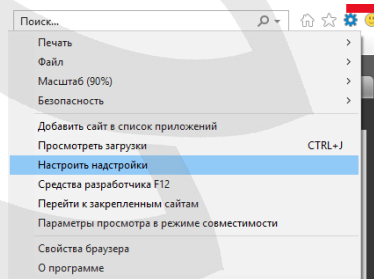 Поиск...
Печать
Файл
Масштаб (90%)
Безопасность
Добавить сайт в список приложений
Просмотреть загрузки CTRL+J
Настроить надстройки
Средства разработчика F12
Перейти к закрепленным сайтам
Параметры просмотра в режиме совместимости
Свойства браузера
О программе